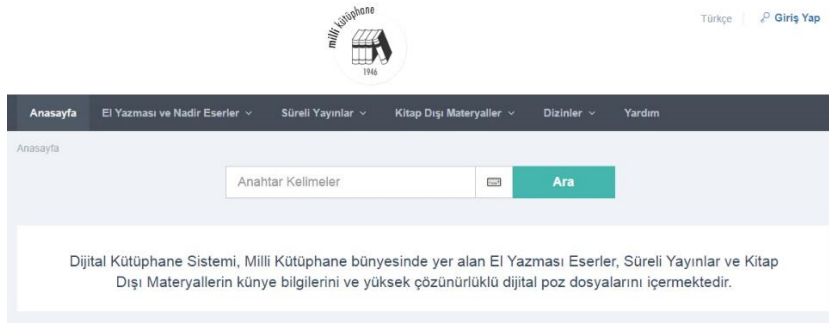 milli kütüphane
1946
Türkçe
Giriş Yap
Anasayfa El Yazması ve Nadir Eserler Süreli Yayınlar Kitap Dışı Materyaller Dizinler Yardım
Anasayfa
Anahtar Kelimeler
Ara
Dijital Kütüphane Sistemi, Milli Kütüphane bünyesinde yer alan El Yazması Eserler, Süreli Yayınlar ve Kitap
Dışı Materyallerin künye bilgilerini ve yüksek çözünürlüklü dijital poz dosyalarını içermektedir.